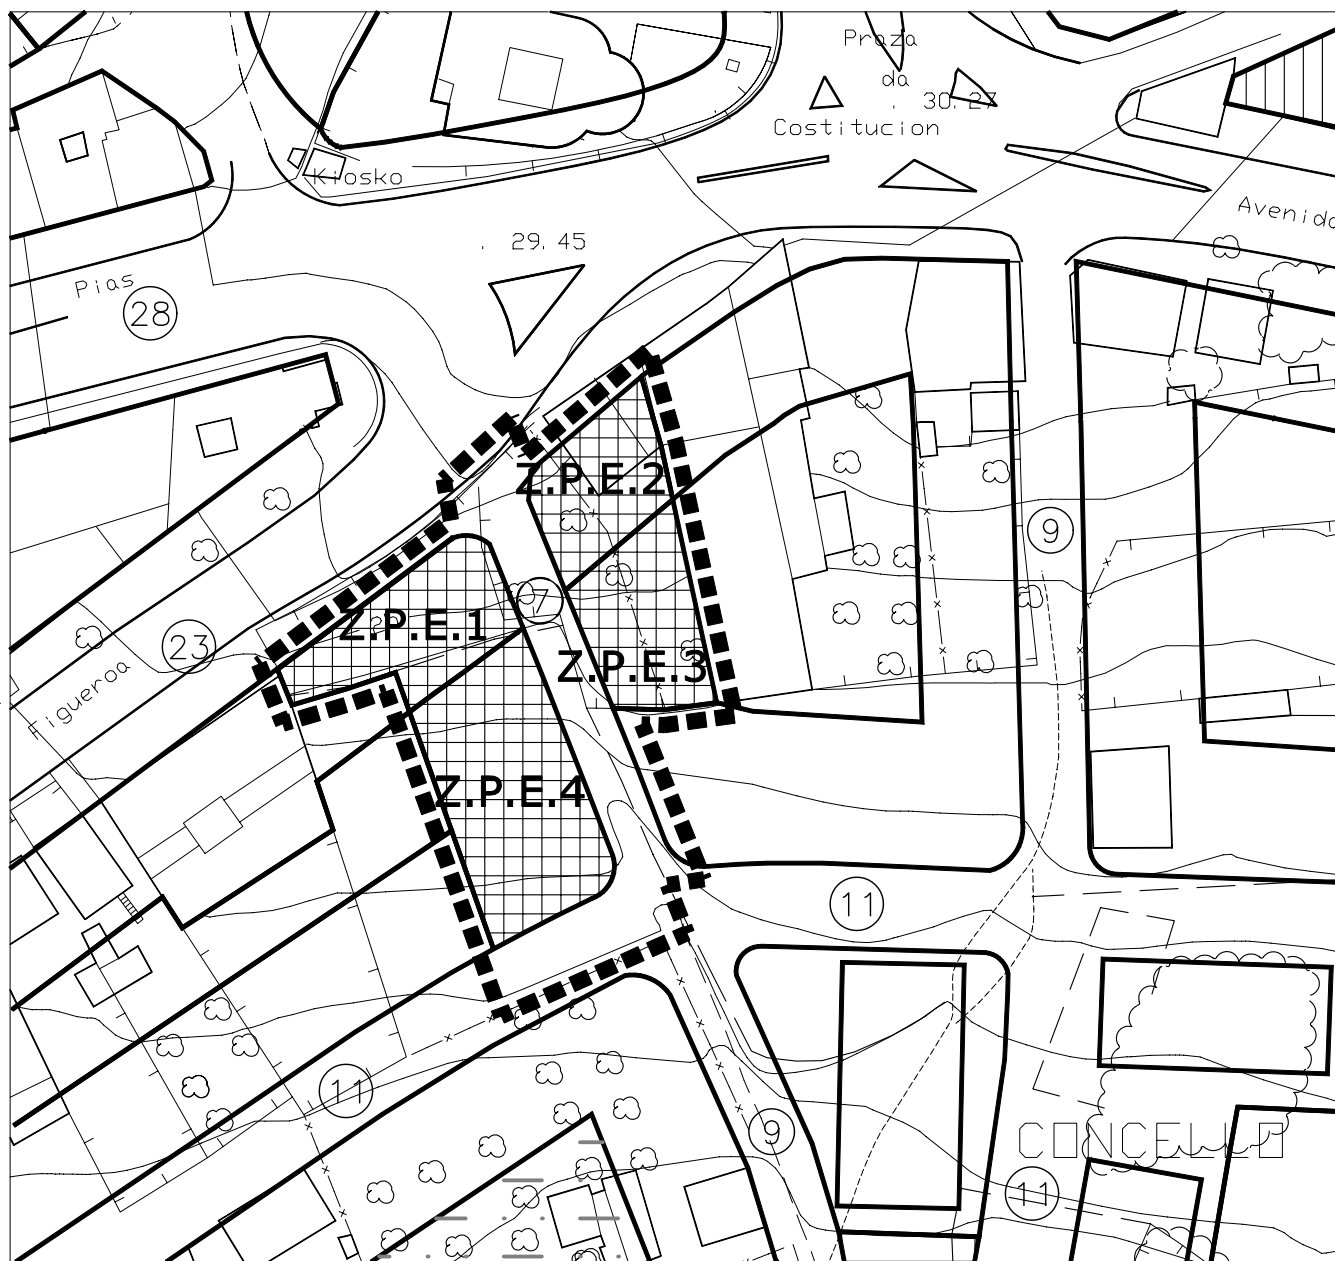 Praza
da
30.27
Costitucion
Kiosko
Avenida
29.45
Pias
28
Z.P.E.2
9
7
Z.P.E.1
23
Z.P.E.3
Figueroa
Z.P.E.4
11
11
9
CONCELLO
11